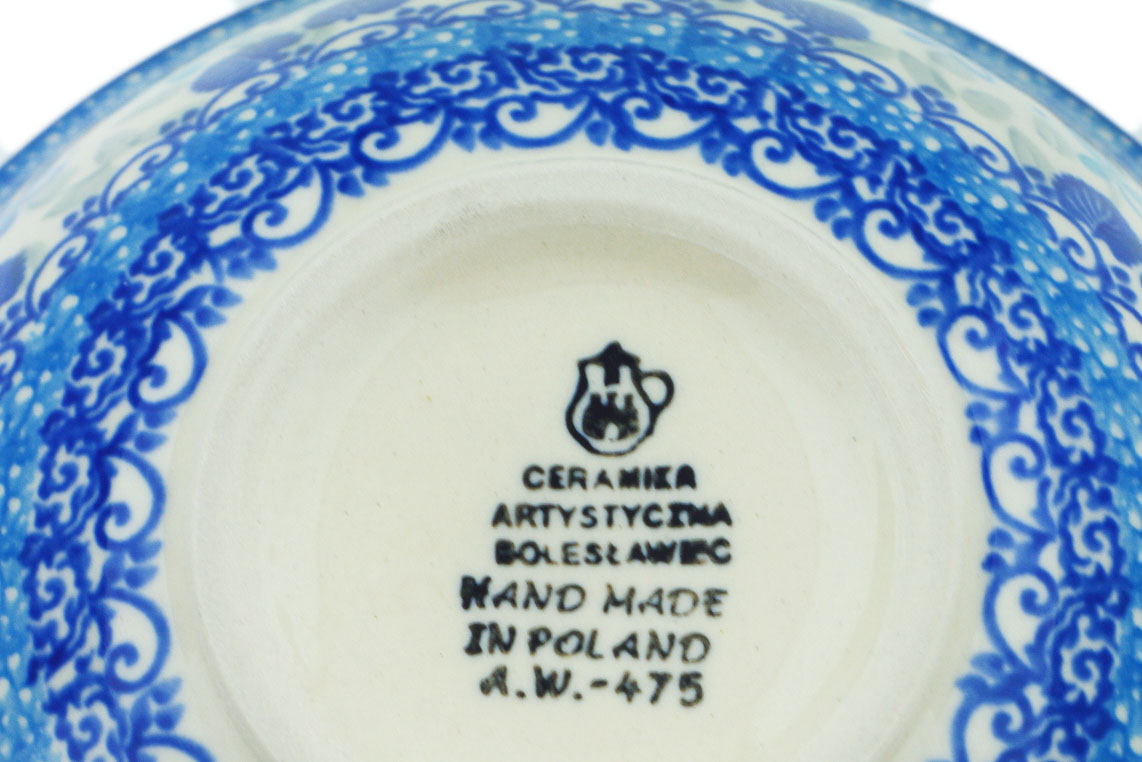 CERAMIKA
ARTYSTYCZNA
BOLESŁAWIEC
HAND MADE
IN POLAND
A.W.-475